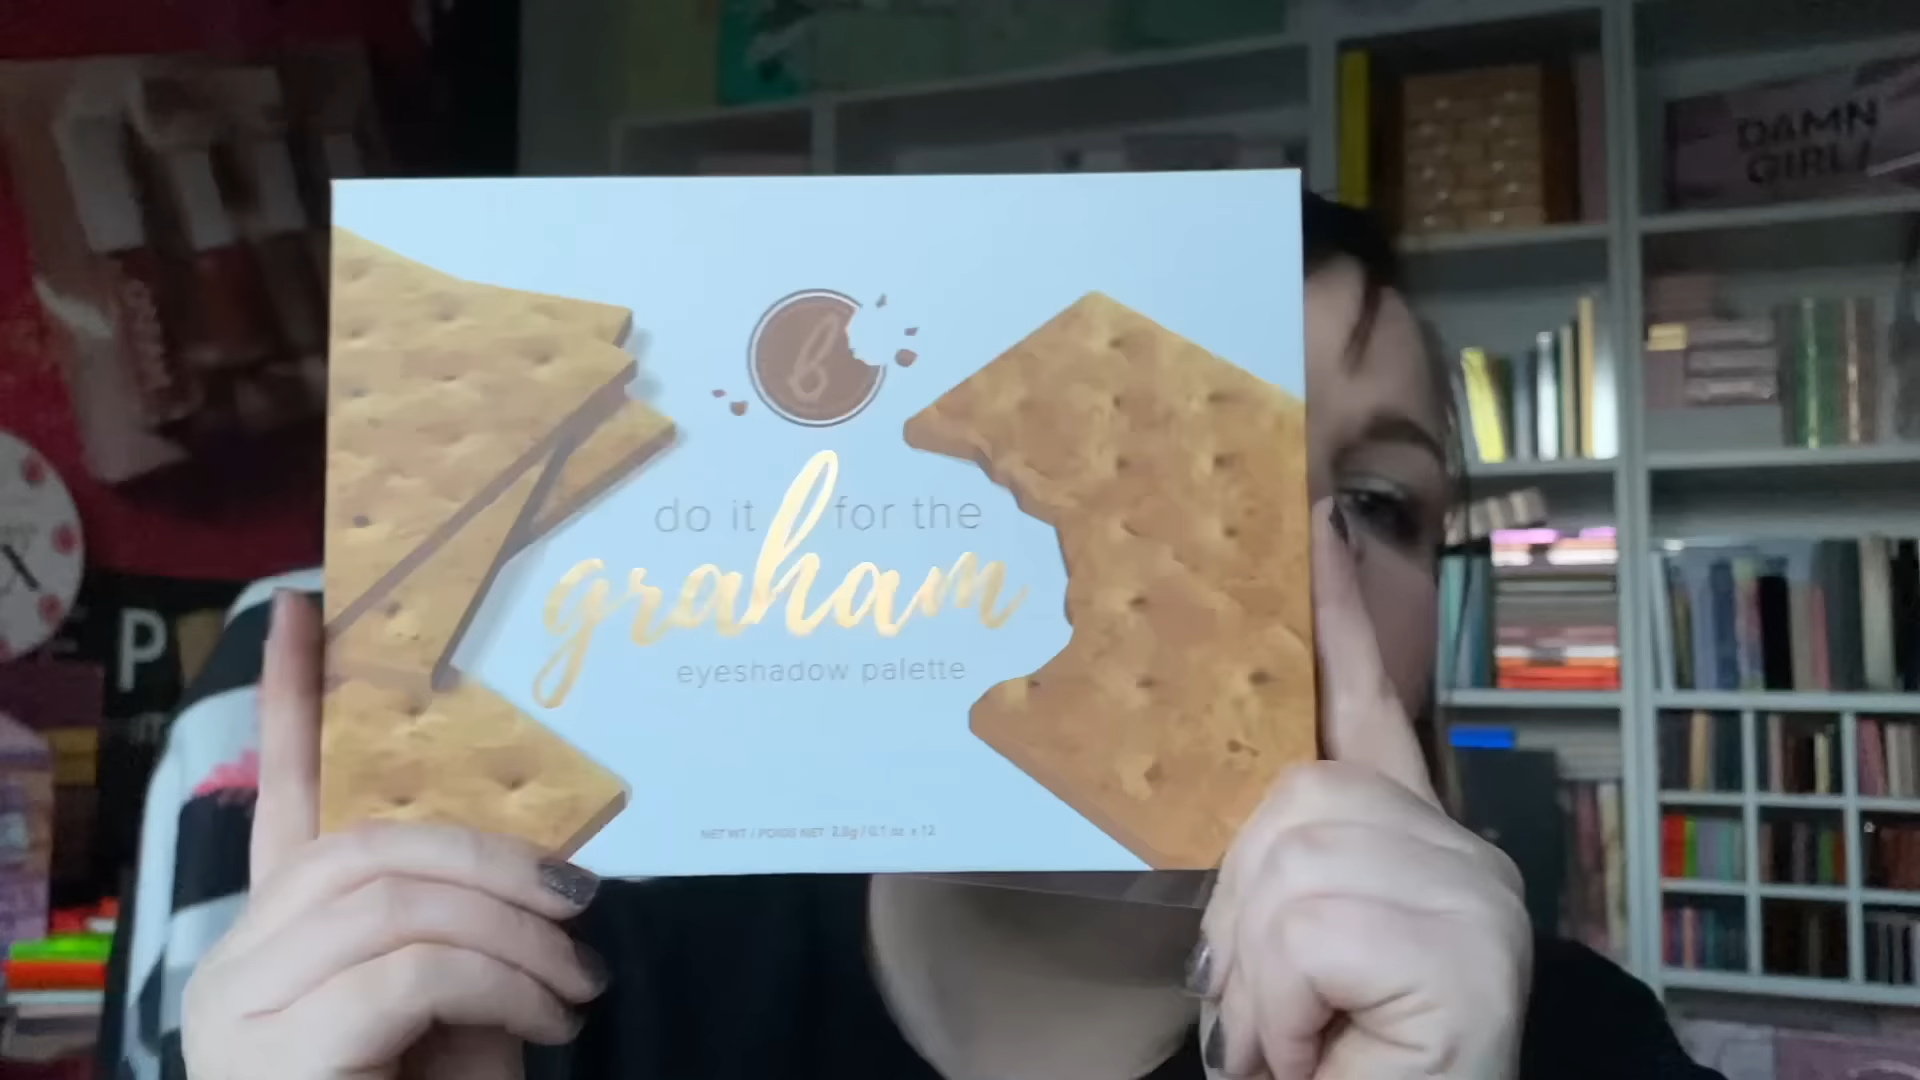 DAMN
GIRL!
b
do it for the
graham
eyeshadow palette
NET WT / POIDS NET 2.8g / 0.1 oz x 12
P